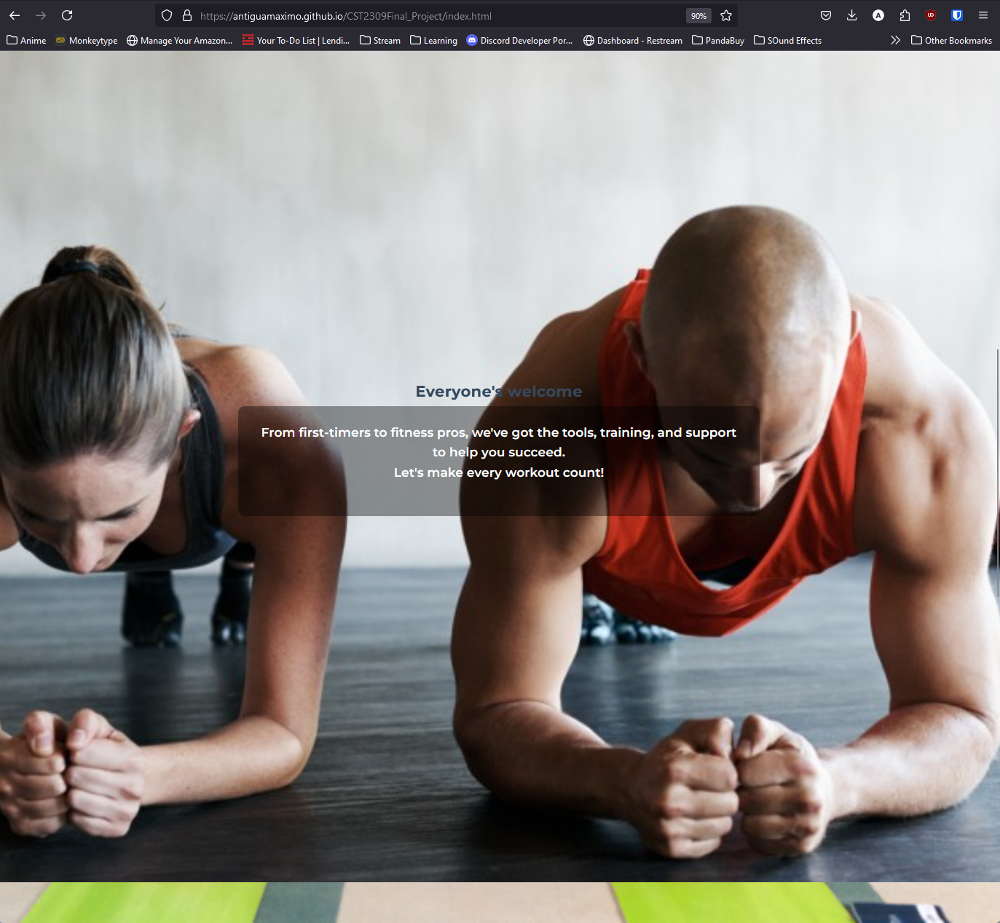 https://antiguamaximo.github.io/CST2309Final_Project/index.html
90%
Anime
Monkeytype
Manage Your Amazon...
Your To-Do List | Lendi...
Stream
Learning
Discord Developer Por...
Dashboard - Restream
PandaBuy
SOund Effects
Other Bookmarks
Everyone's welcome
From first-timers to fitness pros, we've got the tools, training, and support
to help you succeed.
Let's make every workout count!